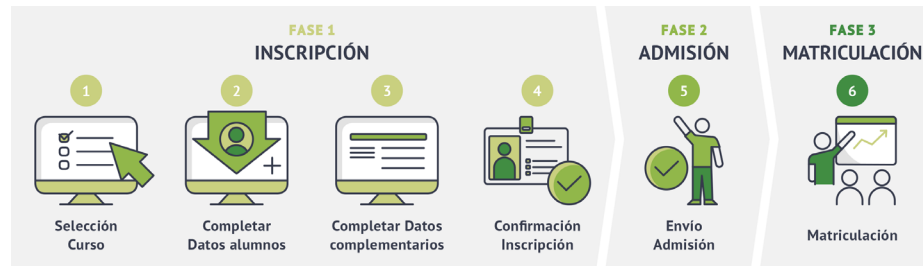 FASE 1
INSCRIPCIÓN
1
2
3
4
Selección
Curso
Completar
Datos alumnos
Completar Datos
complementarios
Confirmación
Inscripción
FASE 2
ADMISIÓN
5
Envío
Admisión
FASE 3
MATRICULACIÓN
6
Matriculación